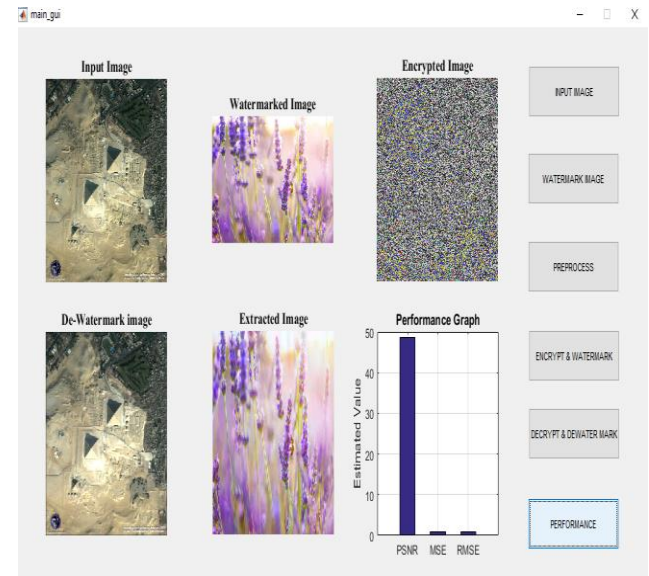 main_gui
Input Image
Watermarked Image
Encrypted Image
INPUT IMAGE
WATERMARK IMAGE
PREPROCESS
De-Watermark image
Extracted Image
Performance Graph
50
40
30
20
10
0
Estimated Value
PSNR MSE RMSE
ENCRYPT & WATERMARK
DECRYPT & DEWATER MARK
PERFORMANCE